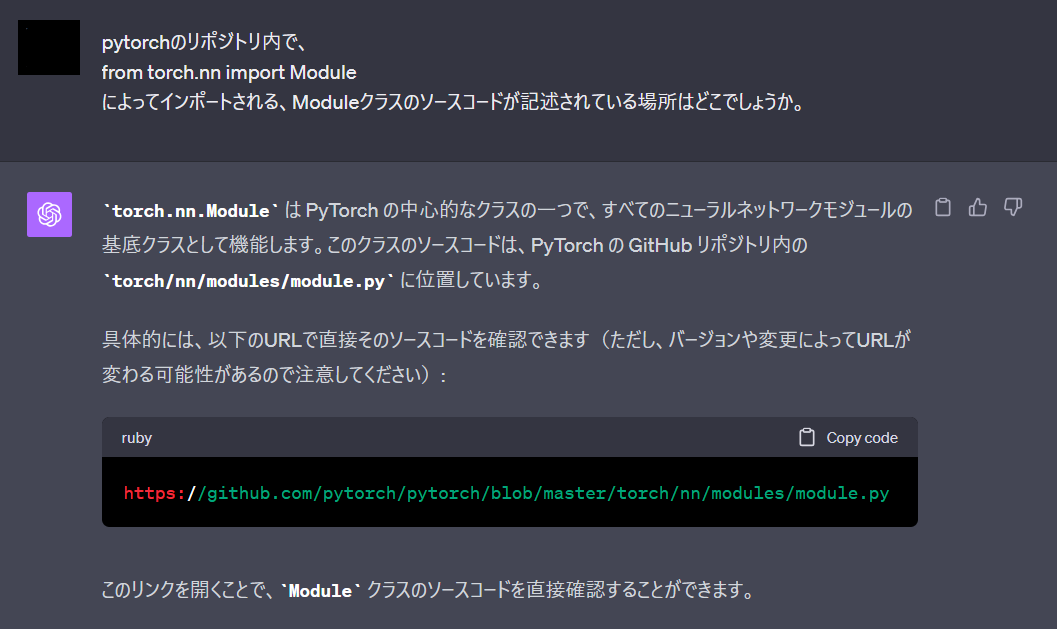 pytorchのリポジトリ内で、
from torch.nn import Module
によってインポートされる、Moduleクラスのソースコードが記述されている場所はどこでしょうか。
`torch.nn.Module` は PyTorch の中心的なクラスの一つで、すべてのニューラルネットワークモジュールの
基底クラスとして機能します。このクラスのソースコードは、PyTorch の GitHub リポジトリ内の
`torch/nn/modules/module.py` に位置しています。
具体的には、以下のURLで直接そのソースコードを確認できます（ただし、バージョンや変更によってURLが
変わる可能性があるので注意してください）:
ruby
Copy code
https://github.com/pytorch/pytorch/blob/master/torch/nn/modules/module.py
このリンクを開くことで、`Module` クラスのソースコードを直接確認することができます。